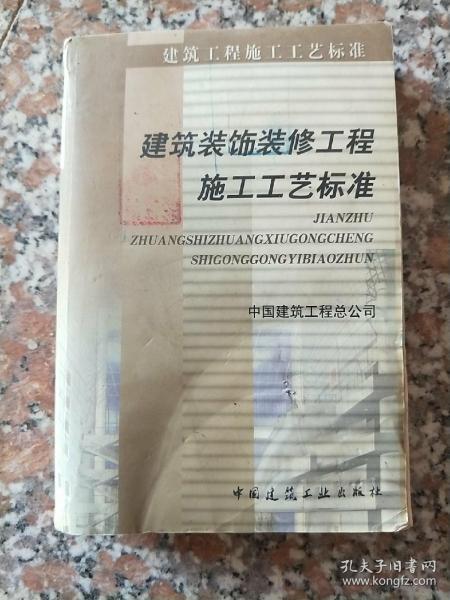 建筑工程施工工艺标准
建筑装饰装修工程
施工工艺标准
JIANZHU
ZHUANGSHIZHUANGXIUGONGCHENG
SHIGONGGONGYIBIAOZHUN
中国建筑工程总公司
中国建筑工业出版社
孔夫子旧书网
www.kongfz.com